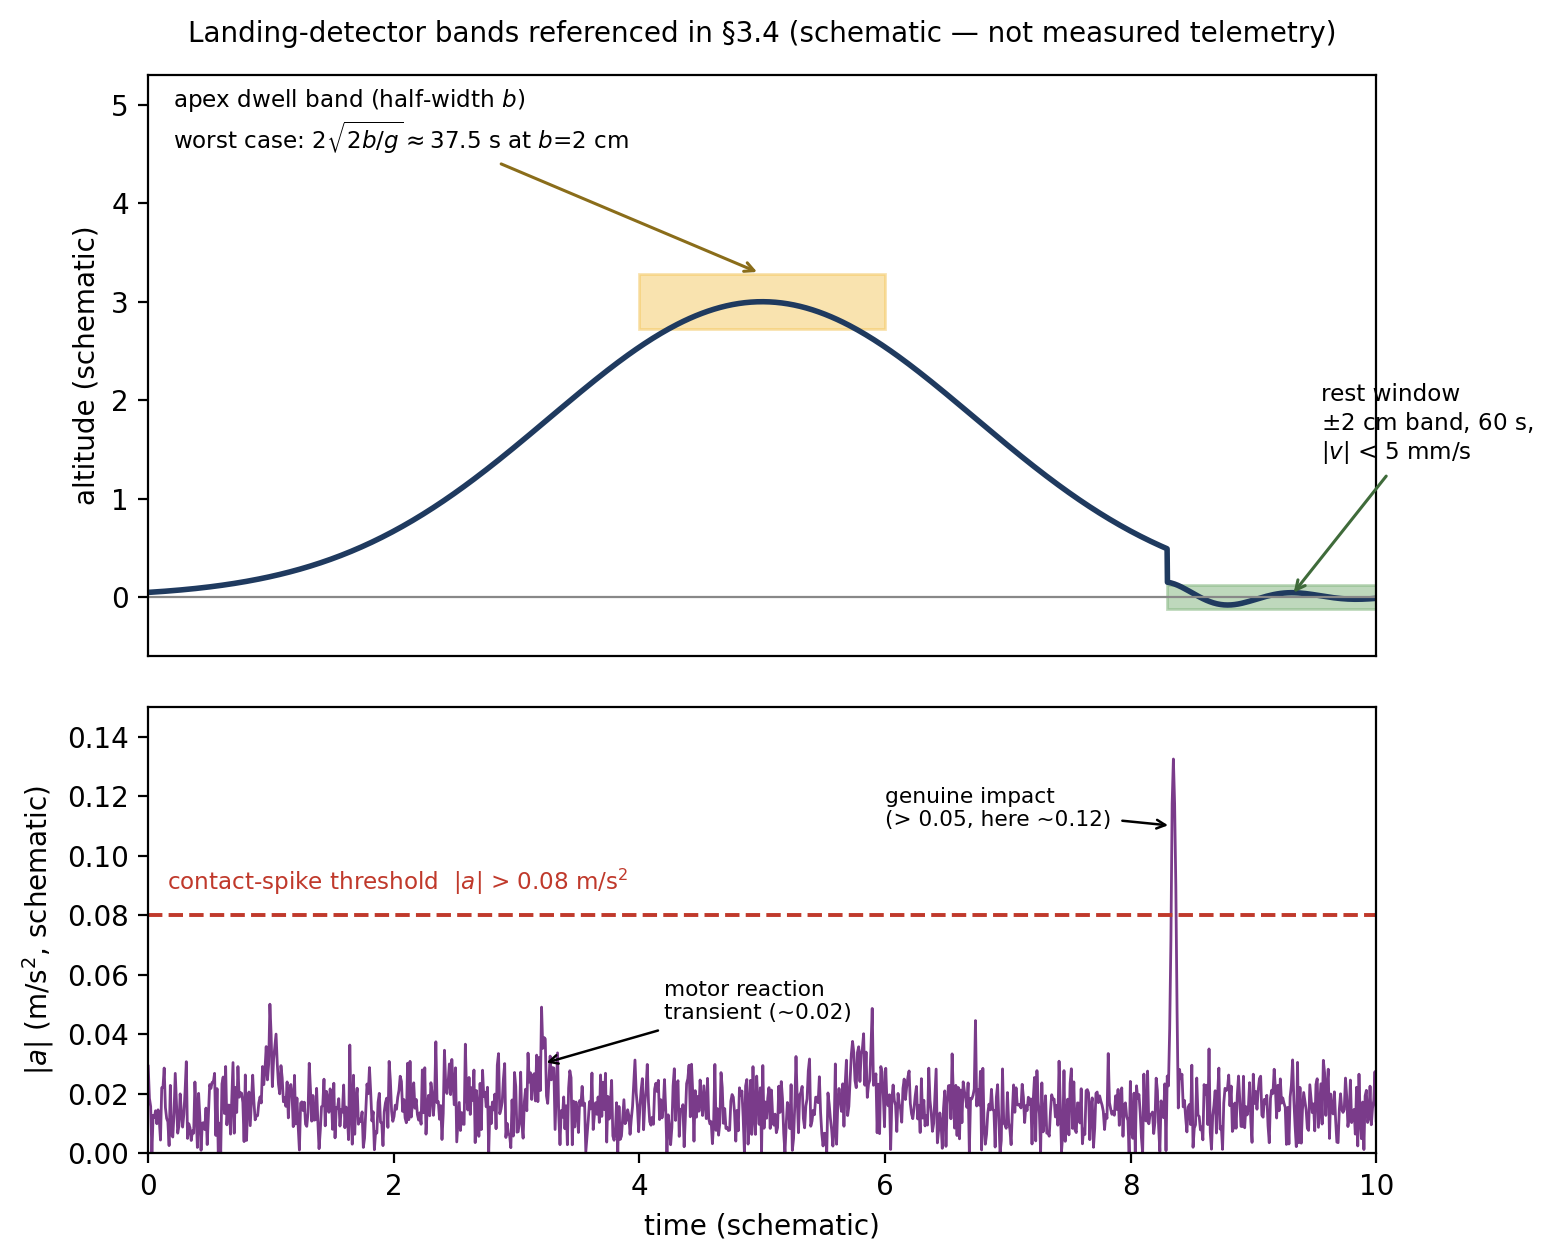 Landing-detector bands referenced in §3.4 (schematic — not measured telemetry)
apex dwell band (half-width b)
worst case: 2√2b/g ≈ 37.5 s at b=2 cm
altitude (schematic)
5
4
3
2
1
0
rest window
±2 cm band, 60 s,
|v| < 5 mm/s
|a| (m/s², schematic)
0.14
0.12
0.10
0.08
0.06
0.04
0.02
0.00
genuine impact
(> 0.05, here ~0.12)
contact-spike threshold |a| > 0.08 m/s²
motor reaction
transient (~0.02)
0 2 4 6 8 10
time (schematic)